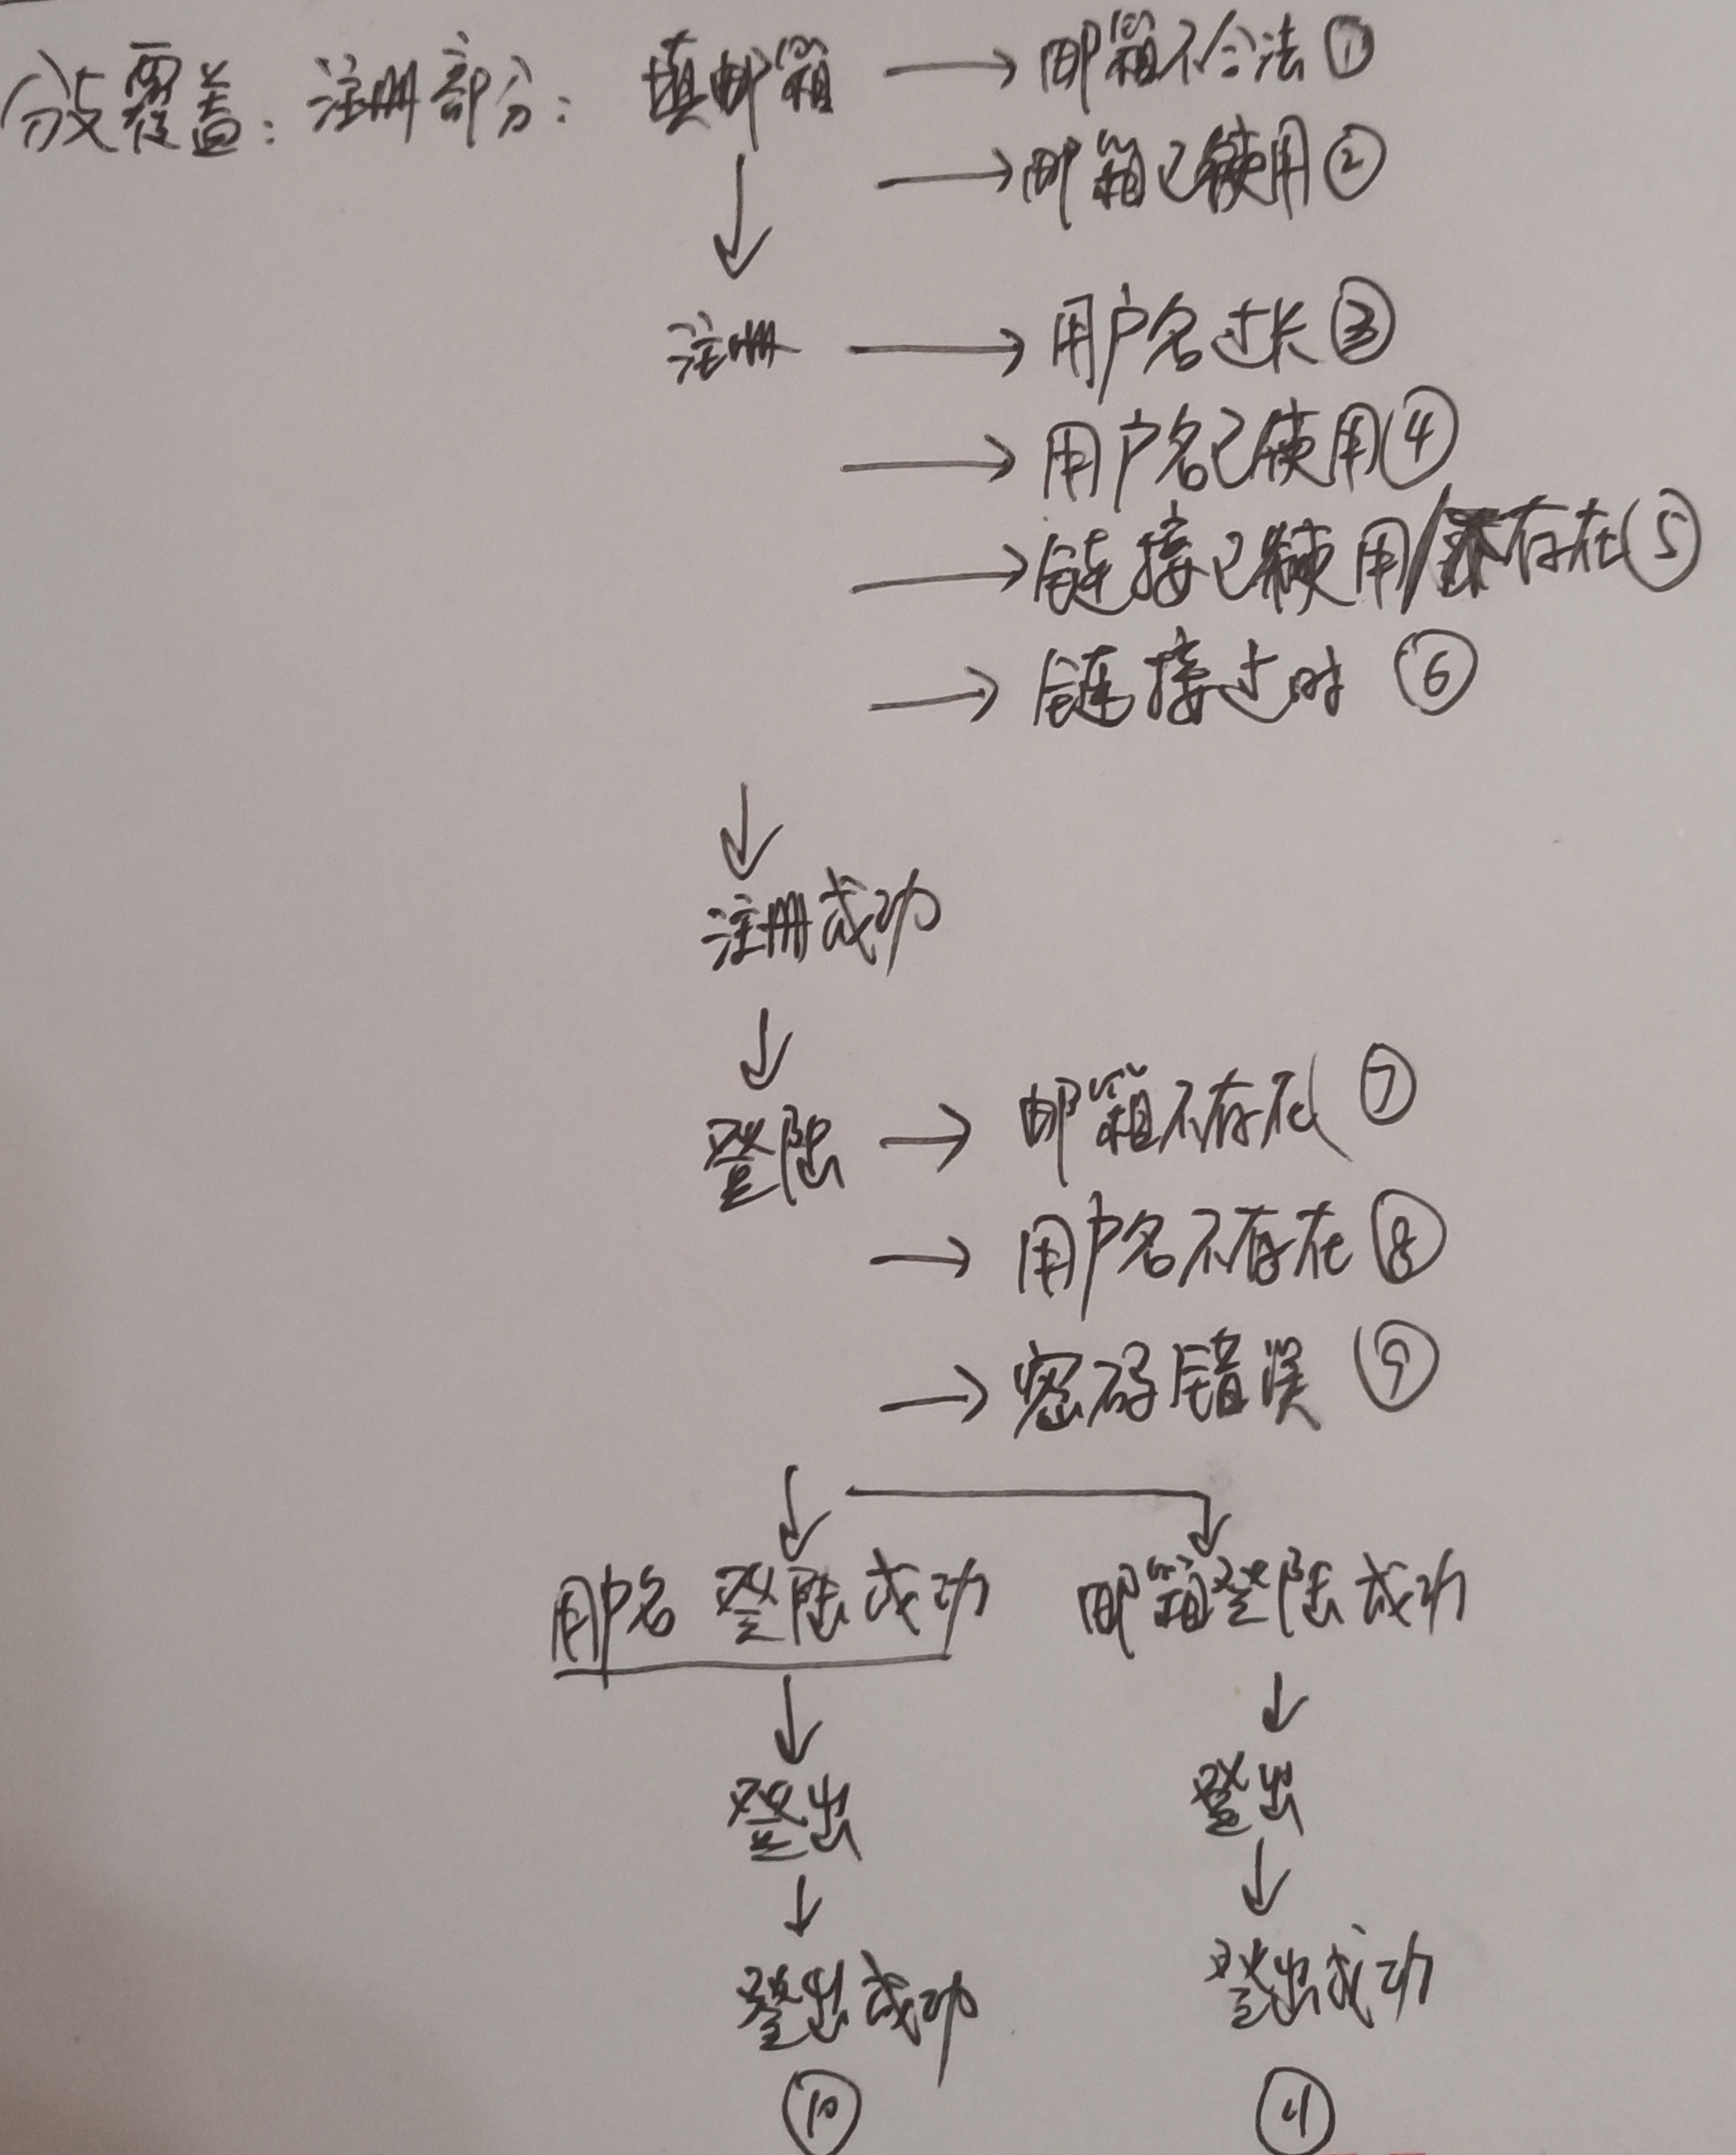 分支覆盖：注册部分：填邮箱 → 邮箱不合法 ①
→ 邮箱已使用 ②
↓
注册 → 用户名过长 ③
→ 用户名已使用 ④
→ 链接已使用/不存在 ⑤
→ 链接过时 ⑥
↓
注册成功
↓
登陆 → 邮箱不存在 ⑦
→ 用户名不存在 ⑧
→ 密码错误 ⑨
↓ ↓
用户名 登陆成功 邮箱登陆成功
↓ ↓
登出 登出
↓ ↓
登出成功 登出成功
⑩ ⑪